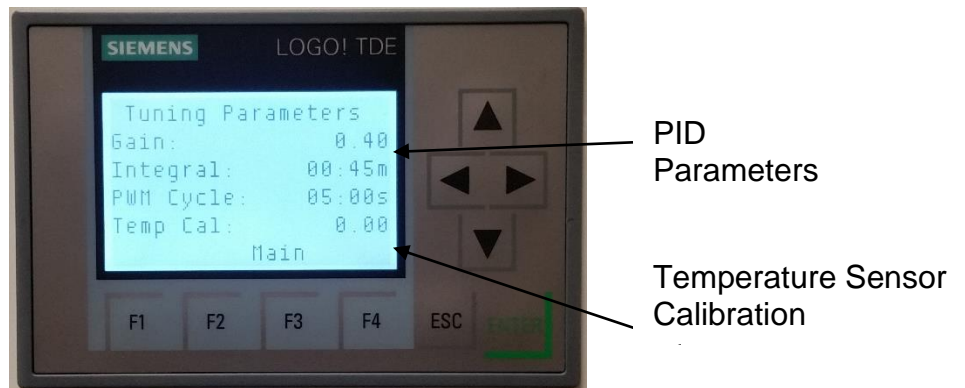 SIEMENS LOGO! TDE
Tuning Parameters
Gain: 0.40
Integral: 00:45m
PWM Cycle: 05:00s
Temp Cal: 0.00
Main
F1 F2 F3 F4 ESC ENTER
PID
Parameters
Temperature Sensor
Calibration